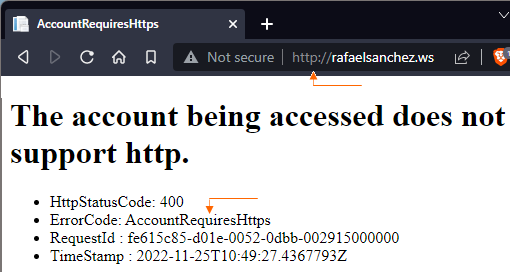 AccountRequiresHttps
Not secure
http://rafaelsanchez.ws
The account being accessed does not
support http.
HttpStatusCode: 400
ErrorCode: AccountRequiresHttps
RequestId : fe615c85-d01e-0052-0dbb-002915000000
TimeStamp : 2022-11-25T10:49:27.4367793Z